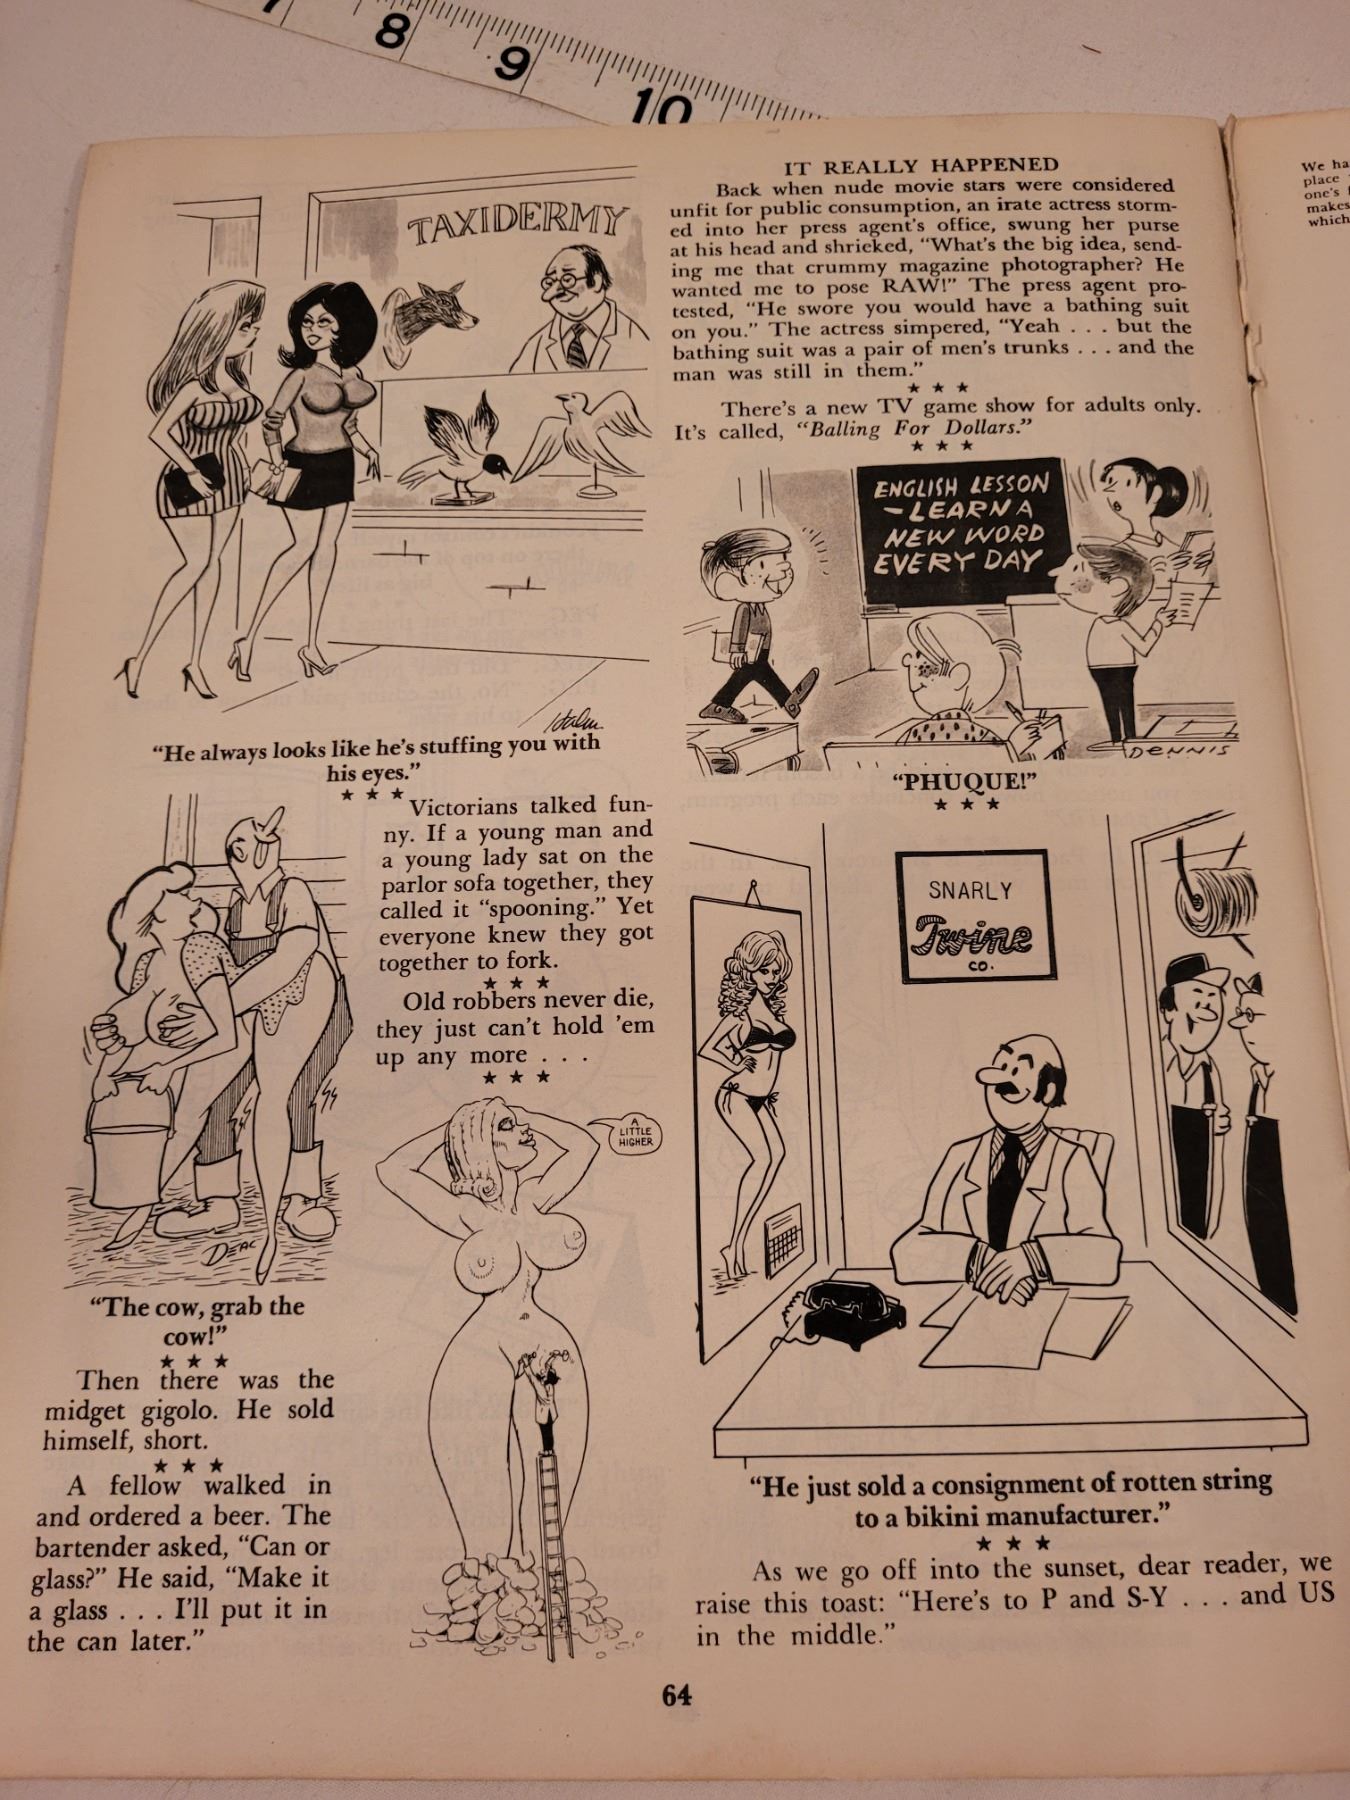 8
9
10
TAXIDERMY
"He always looks like he's stuffing you with
his eyes."
★ ★ ★
Victorians talked fun-
ny. If a young man and
a young lady sat on the
parlor sofa together, they
called it "spooning." Yet
everyone knew they got
together to fork.
★ ★ ★
Old robbers never die,
they just can't hold 'em
up any more . . .
★ ★ ★
DEAC
"The cow, grab the
cow!"
★ ★ ★
Then there was the
midget gigolo. He sold
himself, short.
★ ★ ★
A fellow walked in
and ordered a beer. The
bartender asked, "Can or
glass?" He said, "Make it
a glass . . . I'll put it in
the can later."
A
LITTLE
HIGHER
IT REALLY HAPPENED
Back when nude movie stars were considered
unfit for public consumption, an irate actress storm-
ed into her press agent's office, swung her purse
at his head and shrieked, "What's the big idea, send-
ing me that crummy magazine photographer? He
wanted me to pose RAW!" The press agent pro-
tested, "He swore you would have a bathing suit
on you." The actress simpered, "Yeah . . . but the
bathing suit was a pair of men's trunks . . . and the
man was still in them."
★ ★ ★
There's a new TV game show for adults only.
It's called, "Balling For Dollars."
★ ★ ★
ENGLISH LESSON
- LEARN A
NEW WORD
EVERY DAY
DENNIS
"PHUQUE!"
★ ★ ★
SNARLY
Twine
CO.
"He just sold a consignment of rotten string
to a bikini manufacturer."
★ ★ ★
As we go off into the sunset, dear reader, we
raise this toast: "Here's to P and S-Y . . . and US
in the middle."
64
We ha
place
one's
makes
which